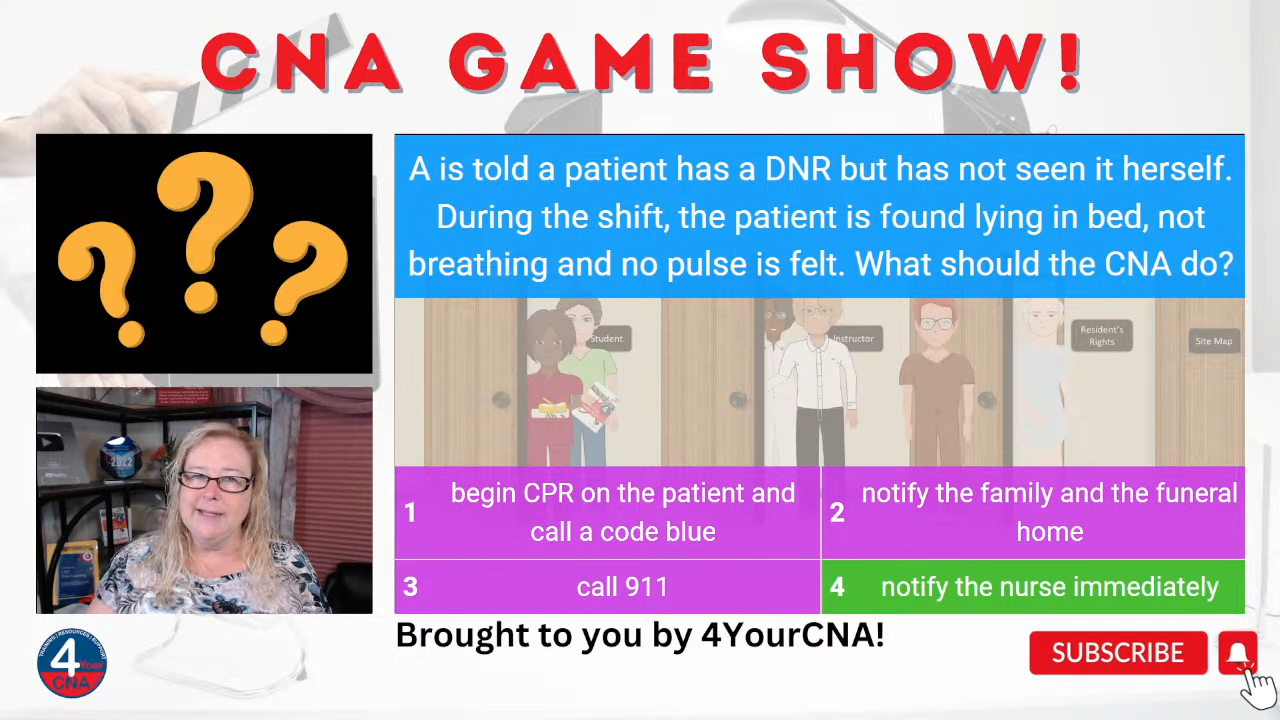 CNA GAME SHOW!
A is told a patient has a DNR but has not seen it herself.
During the shift, the patient is found lying in bed, not
breathing and no pulse is felt. What should the CNA do?
Student
Instructor
Resident's
Rights
Site Map
1 begin CPR on the patient and
call a code blue
2 notify the family and the funeral
home
3 call 911
4 notify the nurse immediately
2022
Brought to you by 4YourCNA!
TRAINING | RESOURCES | SUPPORT
4 Your
CNA
SUBSCRIBE